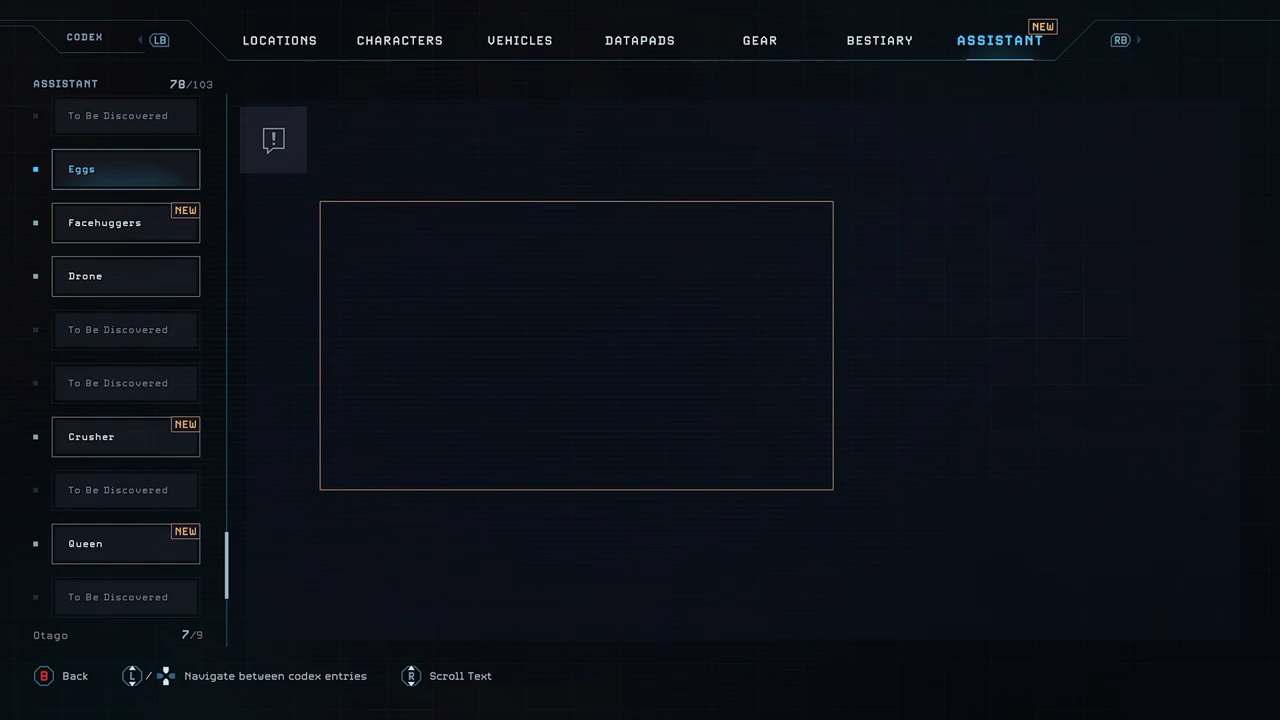 CODEX
LB
LOCATIONS
CHARACTERS
VEHICLES
DATAPADS
GEAR
BESTIARY
ASSISTANT
NEW
RB
ASSISTANT 78/103
To Be Discovered
Eggs
Facehuggers NEW
Drone
To Be Discovered
To Be Discovered
Crusher NEW
To Be Discovered
Queen NEW
To Be Discovered
Otago 7/9
!
B Back
L / Navigate between codex entries
R Scroll Text